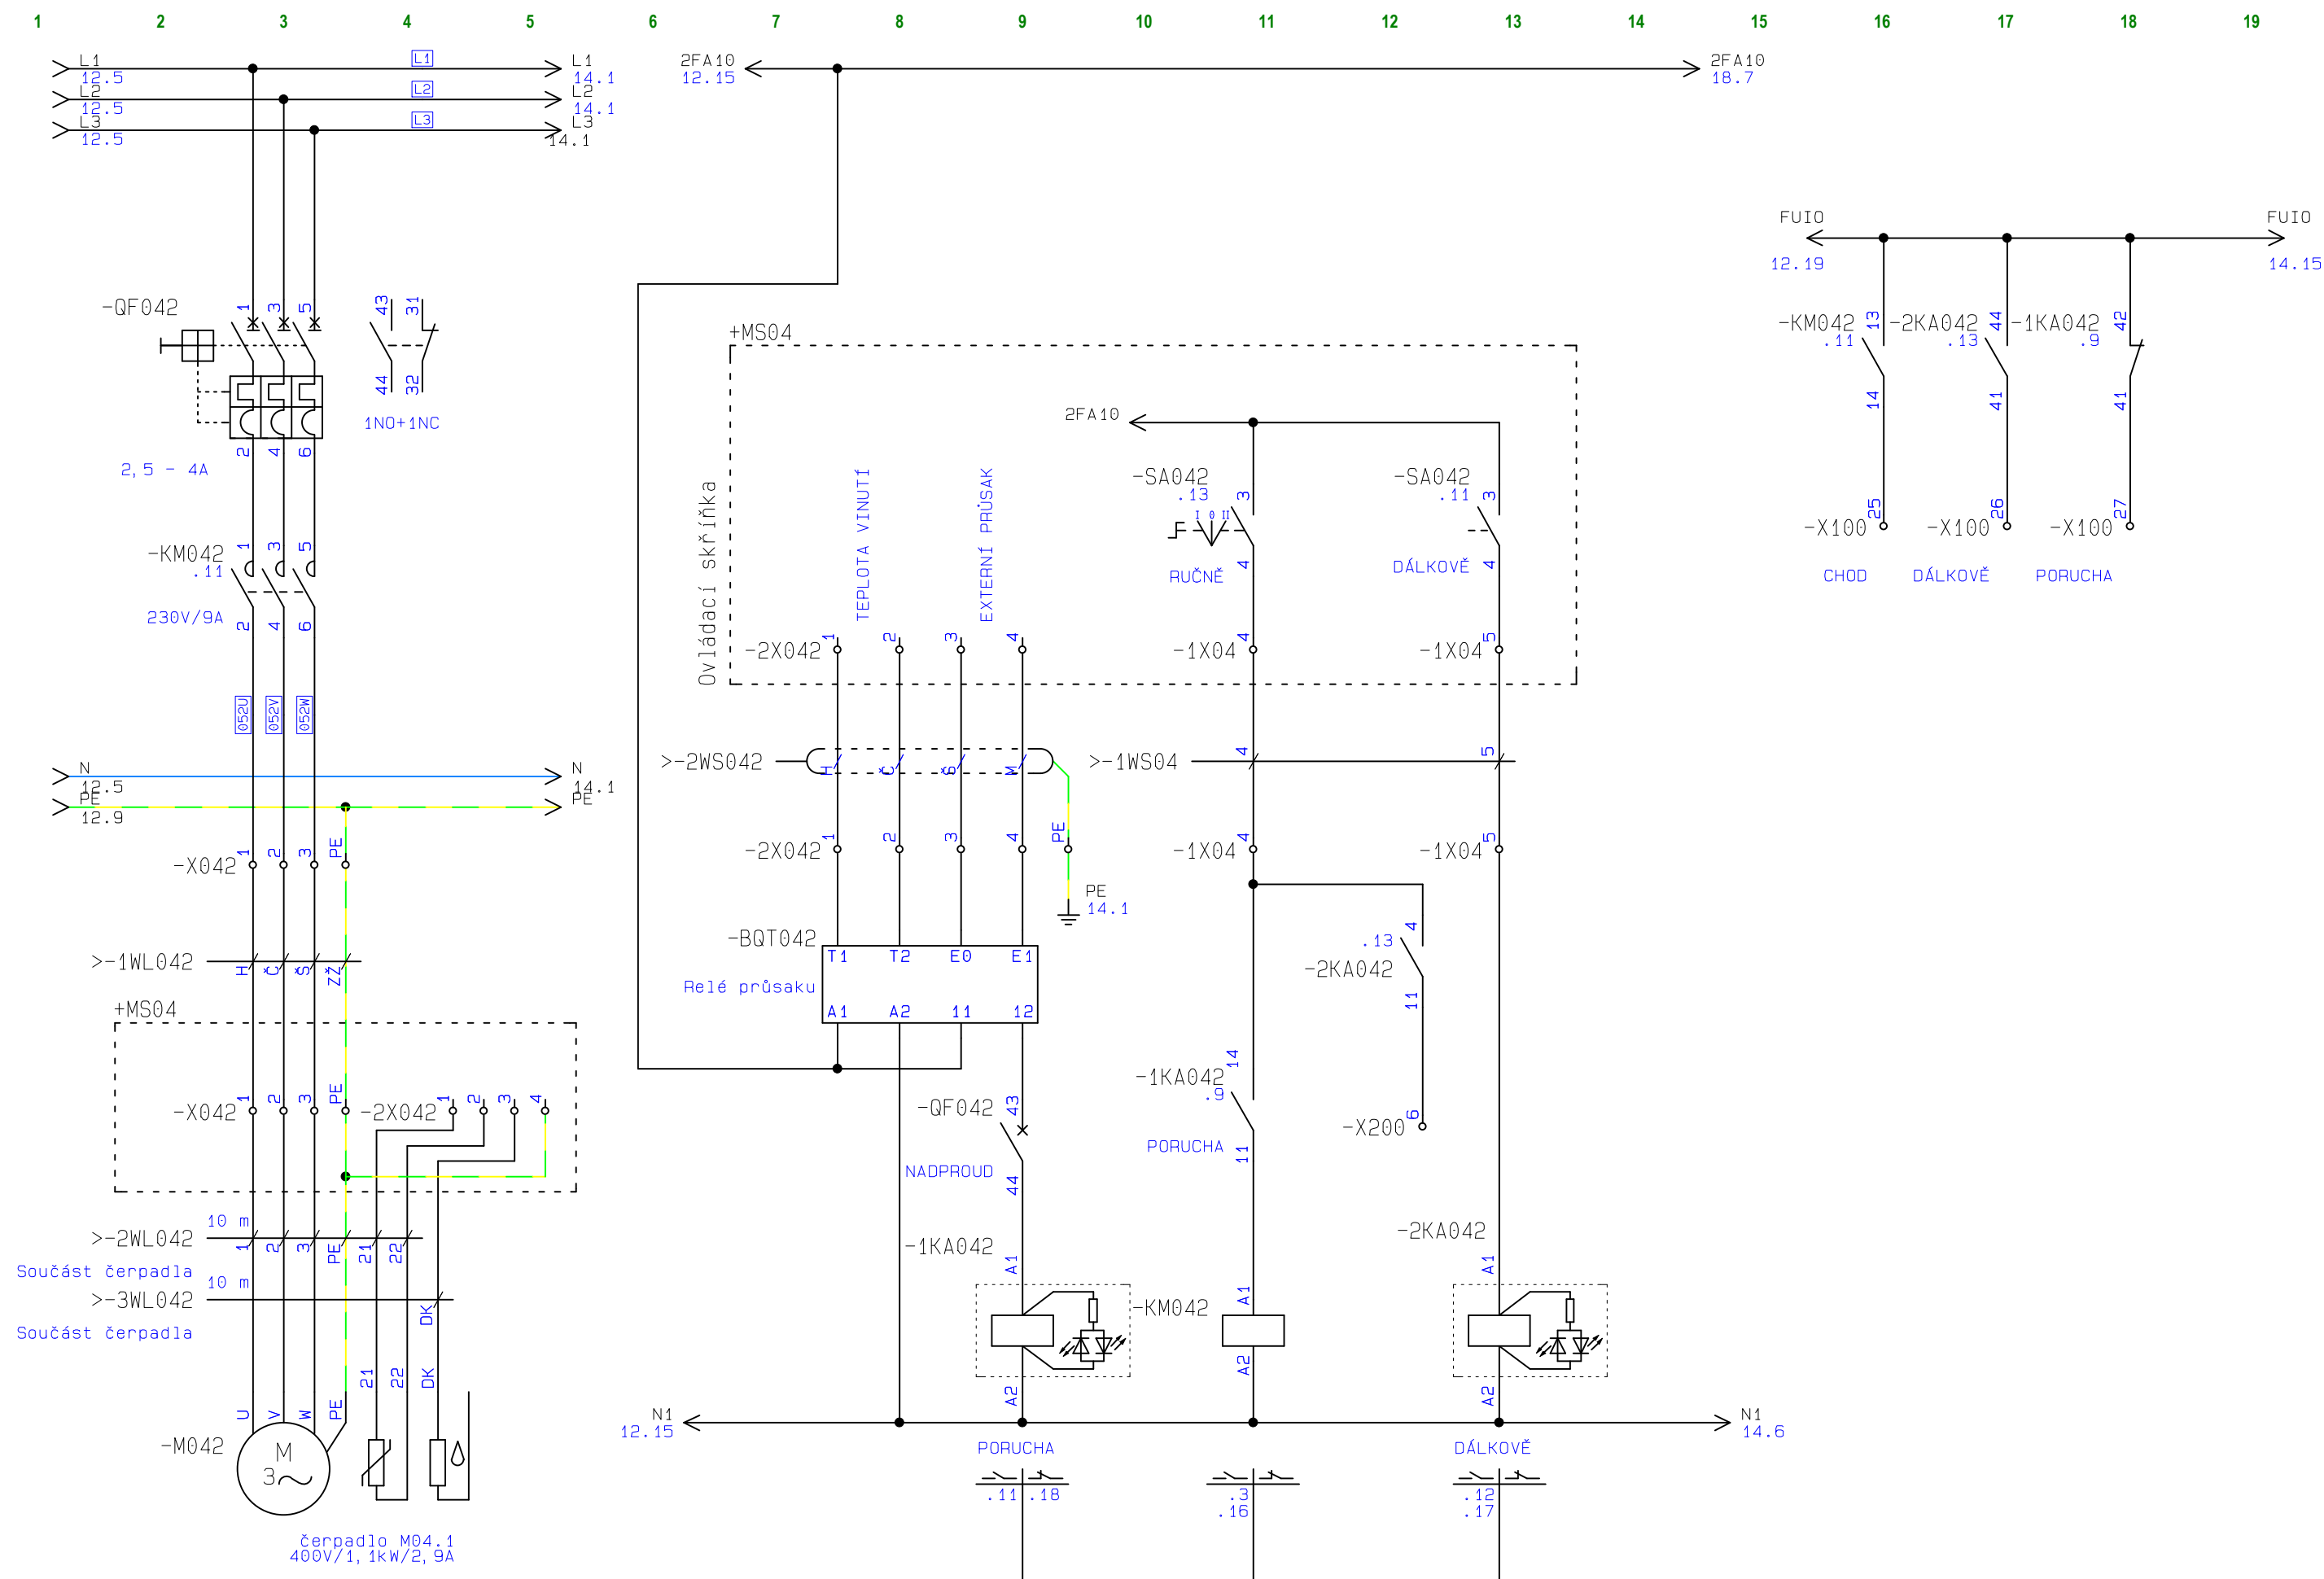 1 2 3 4 5 6 7 8 9 10 11 12 13 14 15 16 17 18 19
L1 L1 L1
12.5 14.1
L2 L2 L2
12.5 14.1
L3 L3 L3
12.5 14.1
2FA10 2FA10
12.15 18.7
FUIO FUIO
12.19 14.15
-QF042 1 3 5 43 31
44 32
1NO+1NC
2 4 6
2,5 - 4A
-KM042 1 3 5
.11
230V/9A 2 4 6
052U 052V 052W
N N
12.5 14.1
PE PE
12.9
-X042 1 2 3 PE
>-1WL042 H Č Š ZŽ
+MS04
-X042 1 2 3 PE -2X042 1 2 3 4
10 m
>-2WL042 1 2 3 PE 21 22
Součást čerpadla
10 m
>-3WL042 DK
Součást čerpadla
21 22 DK
U V W PE
-M042 M
3
čerpadlo M04.1
400V/1,1kW/2,9A
+MS04
Ovládací skříňka
TEPLOTA VINUTÍ
EXTERNÍ PRŮSAK
2FA10
-SA042 3
.13
I 0 II
RUČNĚ 4
-SA042 3
.11
DÁLKOVĚ 4
-2X042 1 2 3 4
-1X04 4
-1X04 5
>-2WS042 H Č Š M
>-1WS04 4 5
-2X042 1 2 3 4 PE
-1X04 4
-1X04 5
PE
14.1
-BQT042
T1 T2 E0 E1
Relé průsaku
A1 A2 11 12
4
.13
-2KA042
11
-X200 6
14
-1KA042
.9
PORUCHA 11
-QF042 43
NADPROUD
44
-1KA042 A1
A2
-KM042 A1
A2
-2KA042
A1
A2
N1 N1
12.15 14.6
PORUCHA
.11 .18
.3
.16
DÁLKOVĚ
.12
.17
-KM042 13
.11
14
-2KA042 44
.13
41
-1KA042 42
.9
41
-X100 25
-X100 26
-X100 27
CHOD DÁLKOVĚ PORUCHA